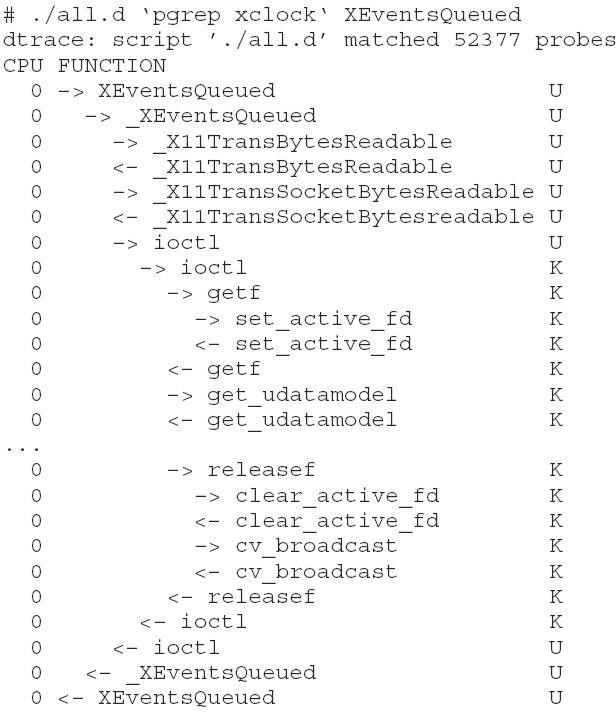 # ./all.d ‘pgrep xclock‘ XEventsQueued
dtrace: script ’./all.d’ matched 52377 probes
CPU FUNCTION
  0 -> XEventsQueued                      U
  0   -> _XEventsQueued                   U
  0     -> _X11TransBytesReadable         U
  0     <- _X11TransBytesReadable         U
  0     -> _X11TransSocketBytesReadable U
  0     <- _X11TransSocketBytesreadable U
  0     -> ioctl                          U
  0       -> ioctl                        K
  0         -> getf                       K
  0           -> set_active_fd            K
  0           <- set_active_fd            K
  0         <- getf                       K
  0         -> get_udatamodel             K
  0         <- get_udatamodel             K
...
  0         -> releasef                   K
  0           -> clear_active_fd          K
  0           <- clear_active_fd          K
  0           -> cv_broadcast             K
  0           <- cv_broadcast             K
  0         <- releasef                   K
  0       <- ioctl                        K
  0     <- ioctl                          U
  0   <- _XEventsQueued                   U
  0 <- XEventsQueued                      U